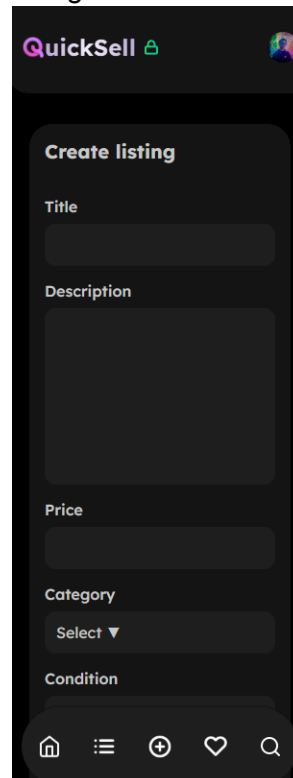 QuickSell
Create listing
Title
Description
Price
Category
Select ▼
Condition